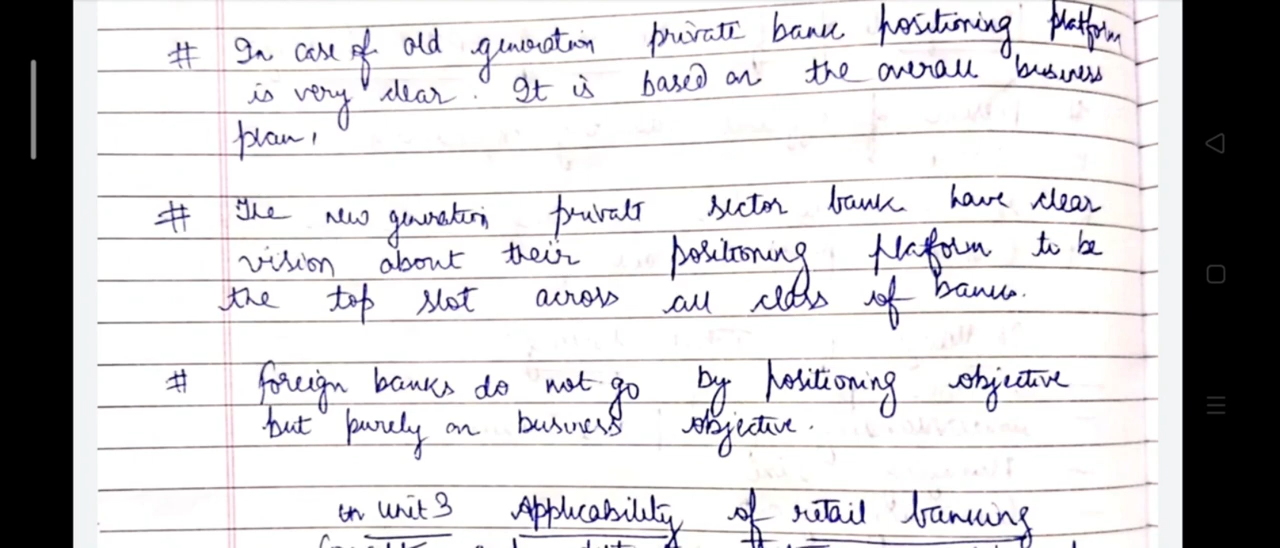 # In case of old generation private bank positioning platform
is very clear. It is based on the overall business
plan,
# The new generation private sector bank have clear
vision about their positioning platform to be
the top slot across all class of banks.
# foreign banks do not go by positioning objective
but purely on business objective.
in unit 3 Applicability of retail banking